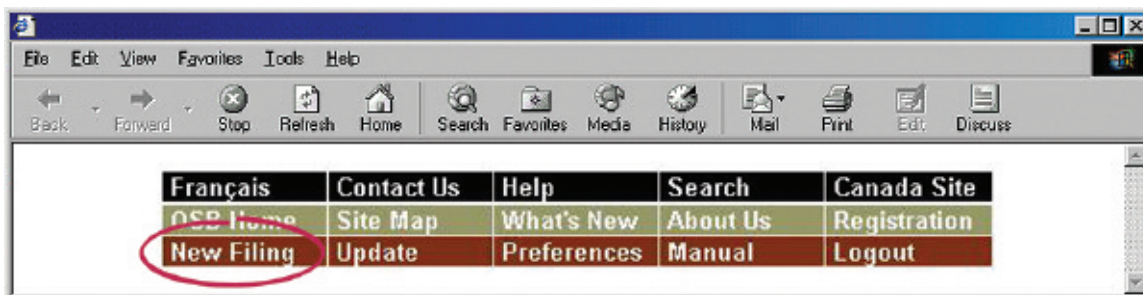 File Edit View Favorites Tools Help
Back Forward Stop Refresh Home Search Favorites Media History Mail Print Edit Discuss
Français Contact Us Help Search Canada Site
OSB Home Site Map What's New About Us Registration
New Filing Update Preferences Manual Logout